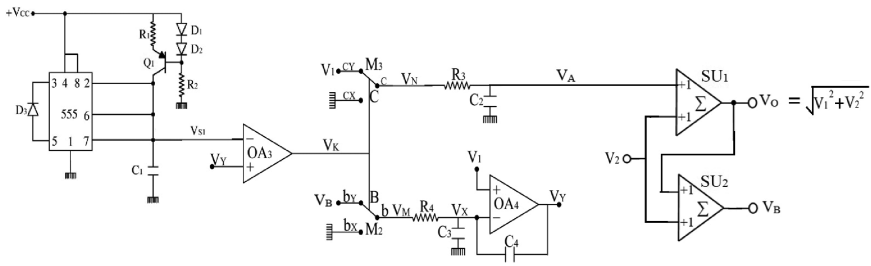 +VCC
R1
D1
D2
Q1
R2
3 4 8 2
D3
555
6
5 1 7
C1
VS1
VY
−
+
OA3
VK
V1
CY
M3
C
VN
CX
C
R3
C2
VA
VB
bY
B
b
VM
bX
M2
R4
VX
C3
V1
+
−
OA4
VY
C4
SU1
+1
Σ
+1
VO = √V1²+V2²
V2
SU2
+1
Σ
+1
VB